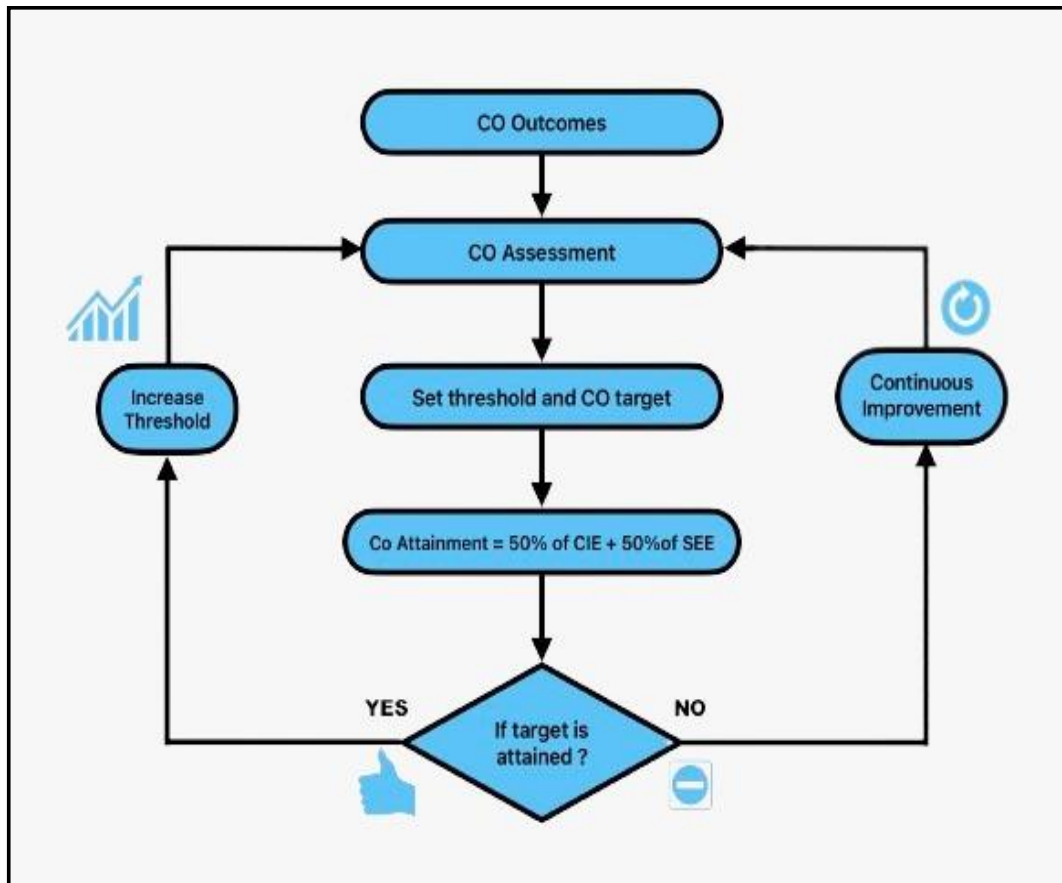 CO Outcomes
CO Assessment
Increase
Threshold
Set threshold and CO target
Continuous
Improvement
Co Attainment = 50% of CIE + 50%of SEE
YES
NO
If target is
attained ?